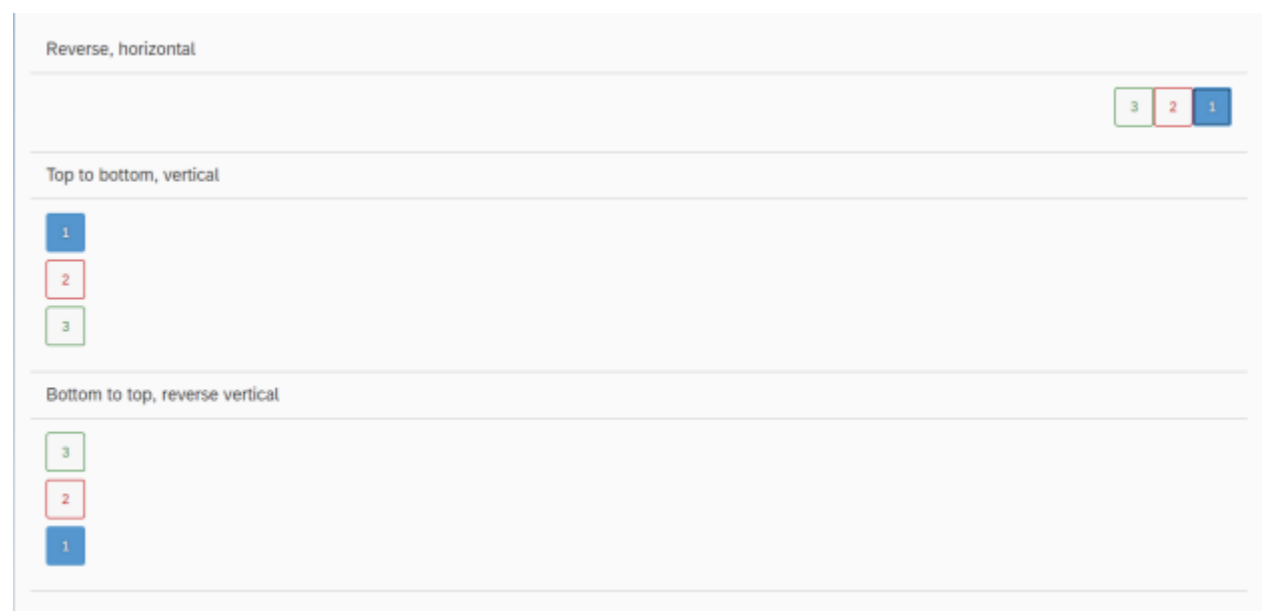 Reverse, horizontal
3 2 1
Top to bottom, vertical
1
2
3
Bottom to top, reverse vertical
3
2
1